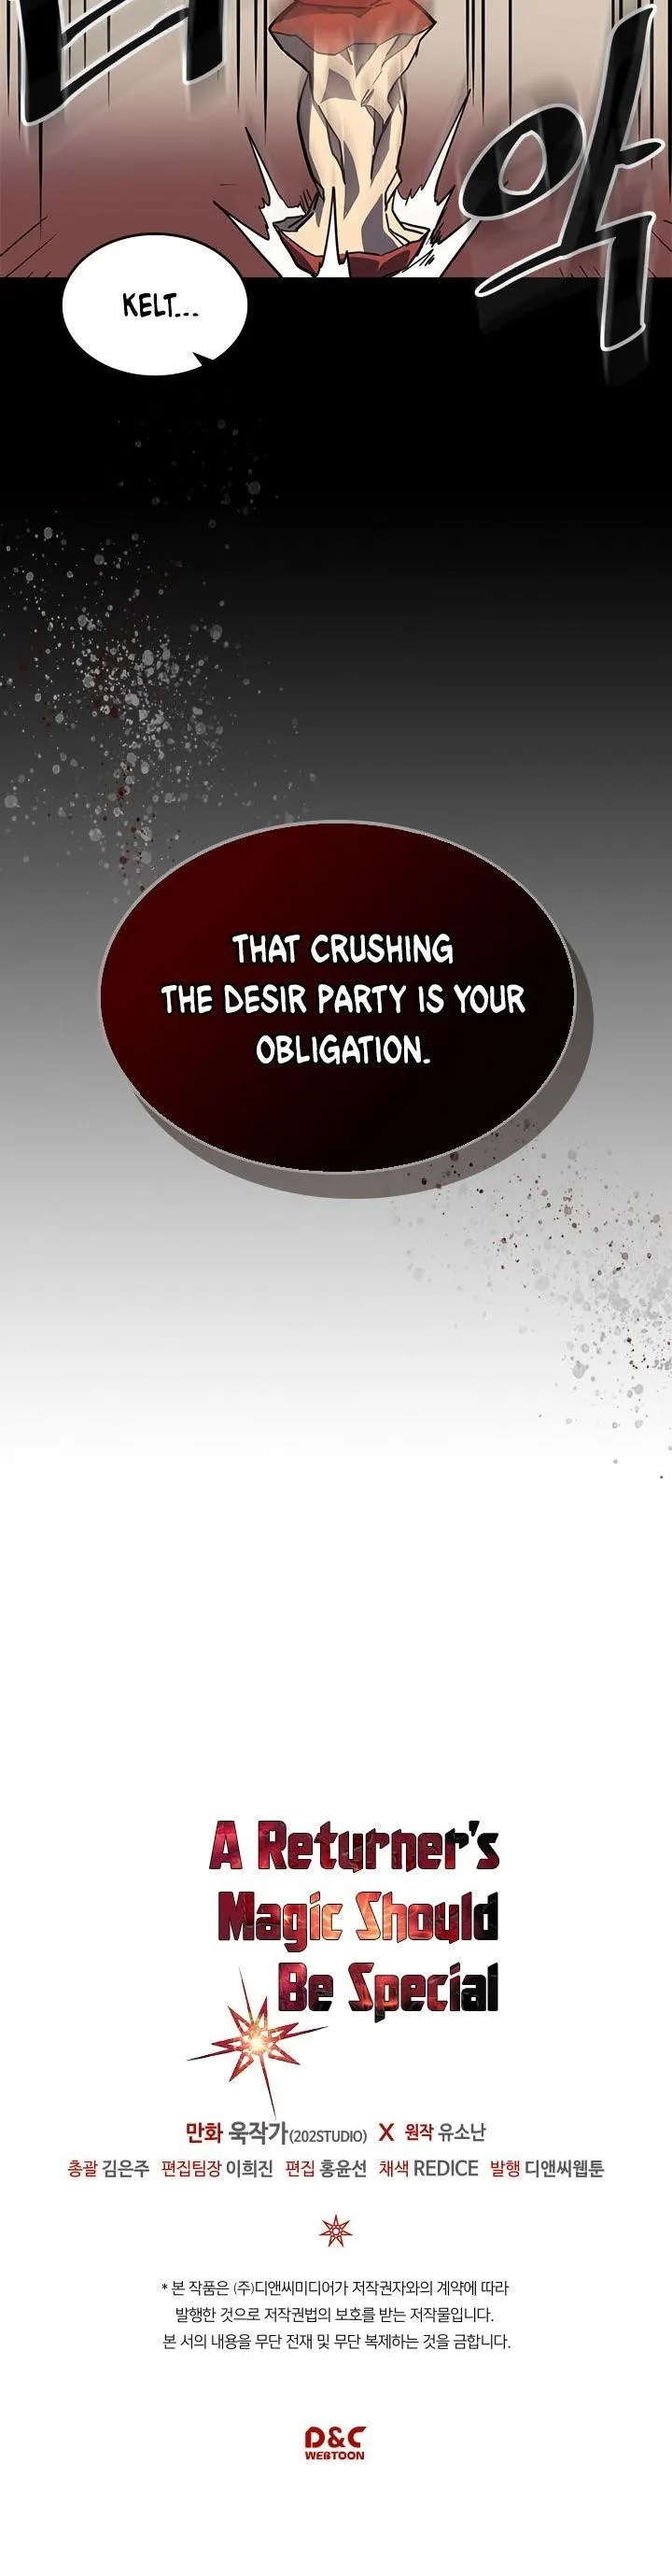 악
KELT...
THAT CRUSHING
THE DESIR PARTY IS YOUR
OBLIGATION.
A Returner's
Magic Should
Be Special
만화 욱작가(202STUDIO) X 원작 유소난
총괄 김은주 편집팀장 이희진 편집 홍윤선 채색 REDICE 발행 디앤씨웹툰
* 본 작품은 (주)디앤씨미디어가 저작권자와의 계약에 따라
발행한 것으로 저작권법의 보호를 받는 저작물입니다.
본 서의 내용을 무단 전재 및 무단 복제하는 것을 금합니다.
D&C
WEBTOON